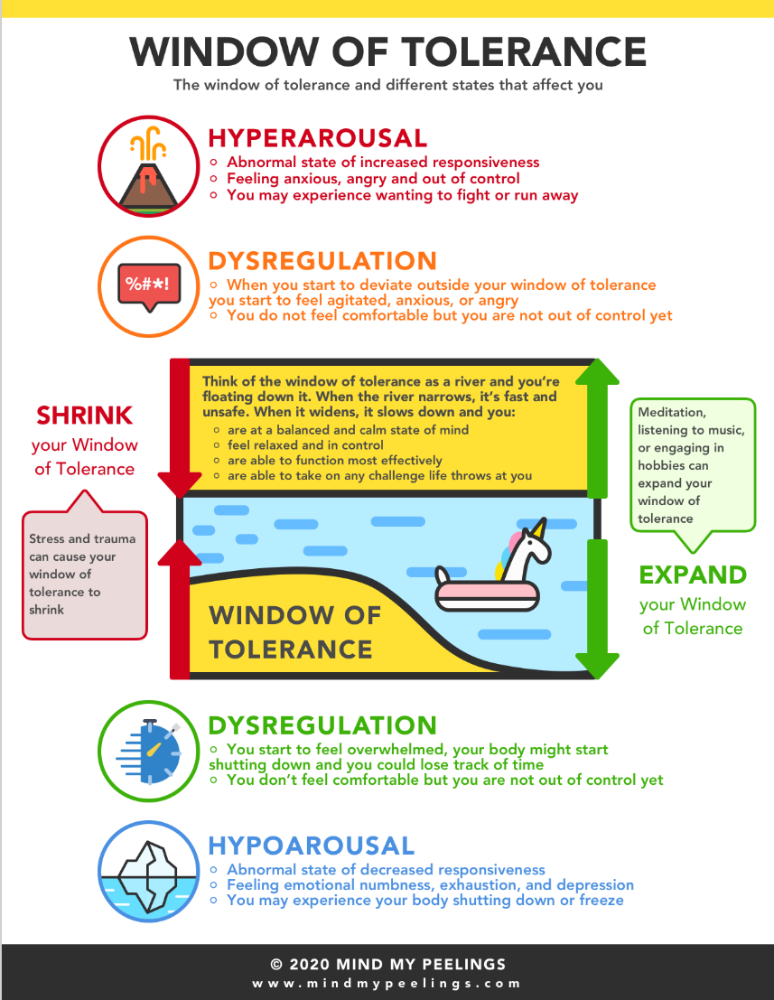 WINDOW OF TOLERANCE
The window of tolerance and different states that affect you
HYPERAROUSAL
Abnormal state of increased responsiveness
Feeling anxious, angry and out of control
You may experience wanting to fight or run away
%#*!
DYSREGULATION
When you start to deviate outside your window of tolerance
you start to feel agitated, anxious, or angry
You do not feel comfortable but you are not out of control yet
Think of the window of tolerance as a river and you're
floating down it. When the river narrows, it's fast and
unsafe. When it widens, it slows down and you:
are at a balanced and calm state of mind
feel relaxed and in control
are able to function most effectively
are able to take on any challenge life throws at you
SHRINK
your Window
of Tolerance
Stress and trauma
can cause your
window of
tolerance to
shrink
Meditation,
listening to music,
or engaging in
hobbies can
expand your
window of
tolerance
EXPAND
your Window
of Tolerance
WINDOW OF
TOLERANCE
DYSREGULATION
You start to feel overwhelmed, your body might start
shutting down and you could lose track of time
You don't feel comfortable but you are not out of control yet
HYPOAROUSAL
Abnormal state of decreased responsiveness
Feeling emotional numbness, exhaustion, and depression
You may experience your body shutting down or freeze
© 2020 MIND MY PEELINGS
www.mindmypeelings.com